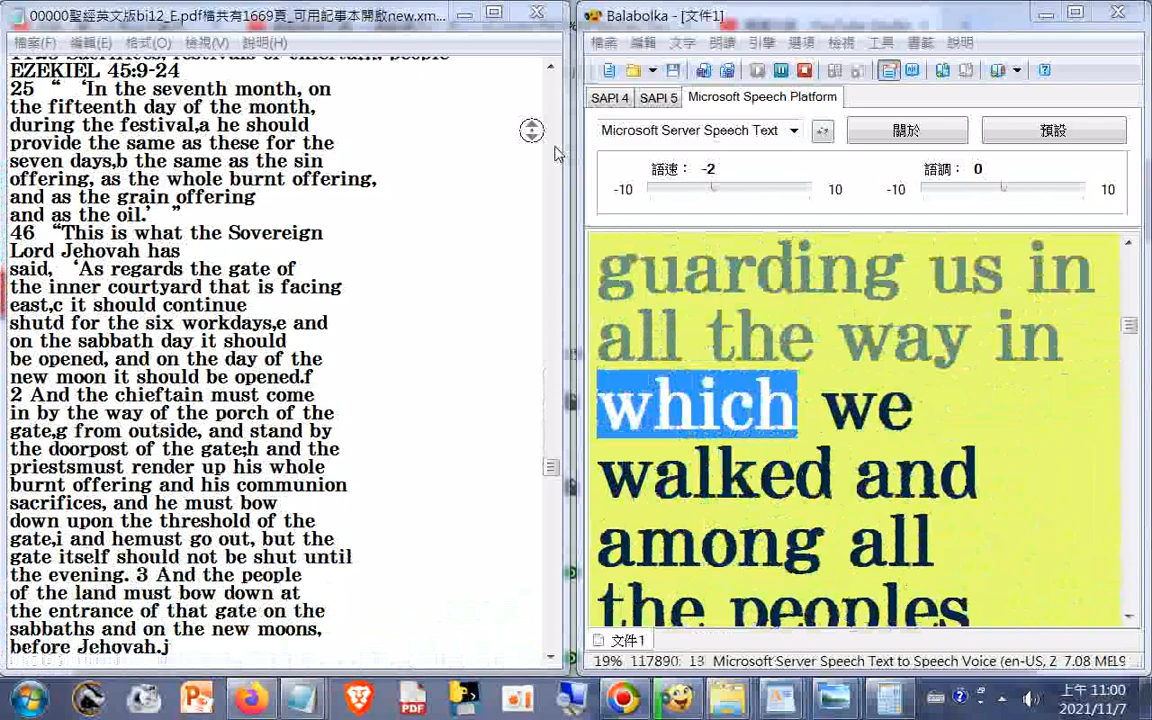 00000聖經英文版bi12_E.pdf檔共有1669頁_可用記事本開啟new.xm...
檔案(F) 編輯(E) 格式(O) 檢視(V) 說明(H)
EZEKIEL 45:9-24
25 “ ‘In the seventh month, on
the fifteenth day of the month,
during the festival,a he should
provide the same as these for the
seven days,b the same as the sin
offering, as the whole burnt offering,
and as the grain offering
and as the oil.’ ”
46 “This is what the Sovereign
Lord Jehovah has
said, ‘As regards the gate of
the inner courtyard that is facing
east,c it should continue
shutd for the six workdays,e and
on the sabbath day it should
be opened, and on the day of the
new moon it should be opened.f
2 And the chieftain must come
in by the way of the porch of the
gate,g from outside, and stand by
the doorpost of the gate;h and the
priestsmust render up his whole
burnt offering and his communion
sacrifices, and he must bow
down upon the threshold of the
gate,i and hemust go out, but the
gate itself should not be shut until
the evening. 3 And the people
of the land must bow down at
the entrance of that gate on the
sabbaths and on the new moons,
before Jehovah.j
Balabolka - [文件1]
檔案 編輯 文字 朗讀 引擎 選項 檢視 工具 書籤 說明
SAPI 4 SAPI 5 Microsoft Speech Platform
Microsoft Server Speech Text 關於 預設
語速： -2 語調： 0
-10 10 -10 10
guarding us in
all the way in
which we
walked and
among all
the peoples
文件1
19% 117890: 13 Microsoft Server Speech Text to Speech Voice (en-US, Z 7.08 ME
上午 11:00
2021/11/7